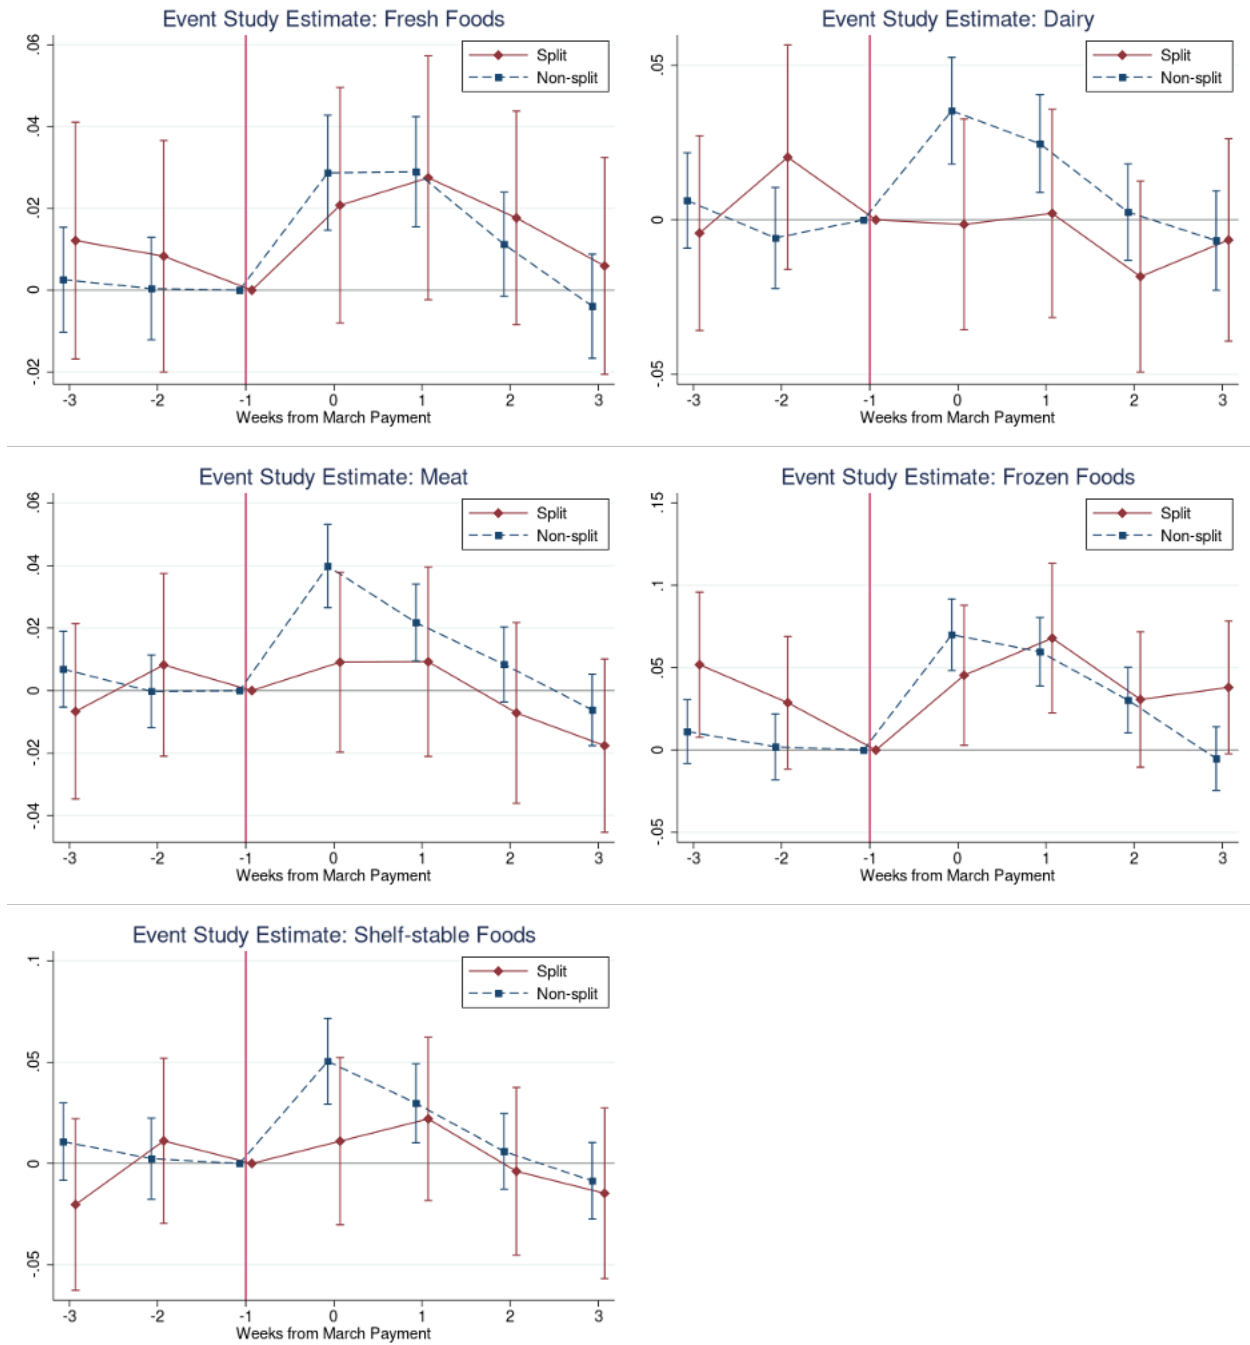 Event Study Estimate: Fresh Foods
.06
.04
.02
0
-.02
Split
Non-split
-3 -2 -1 0 1 2 3
Weeks from March Payment
Event Study Estimate: Dairy
.05
0
-.05
Split
Non-split
-3 -2 -1 0 1 2 3
Weeks from March Payment
Event Study Estimate: Meat
.06
.04
.02
0
-.02
-.04
Split
Non-split
-3 -2 -1 0 1 2 3
Weeks from March Payment
Event Study Estimate: Frozen Foods
.15
.1
.05
0
-.05
Split
Non-split
-3 -2 -1 0 1 2 3
Weeks from March Payment
Event Study Estimate: Shelf-stable Foods
.1
.05
0
-.05
Split
Non-split
-3 -2 -1 0 1 2 3
Weeks from March Payment